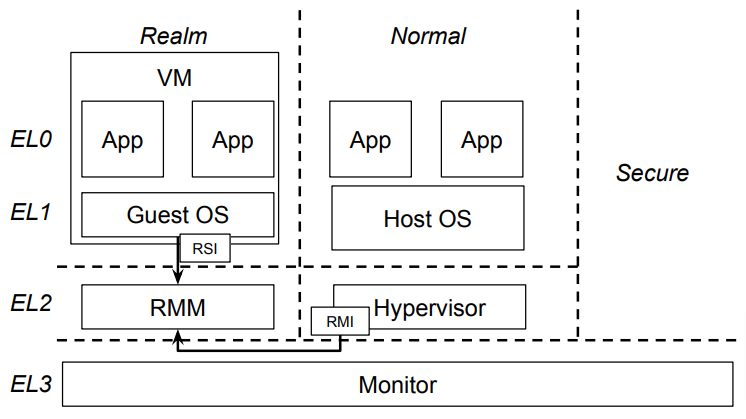 Realm
Normal
VM
EL0
App
App
App
App
Secure
EL1
Guest OS
Host OS
RSI
EL2
RMM
Hypervisor
RMI
EL3
Monitor